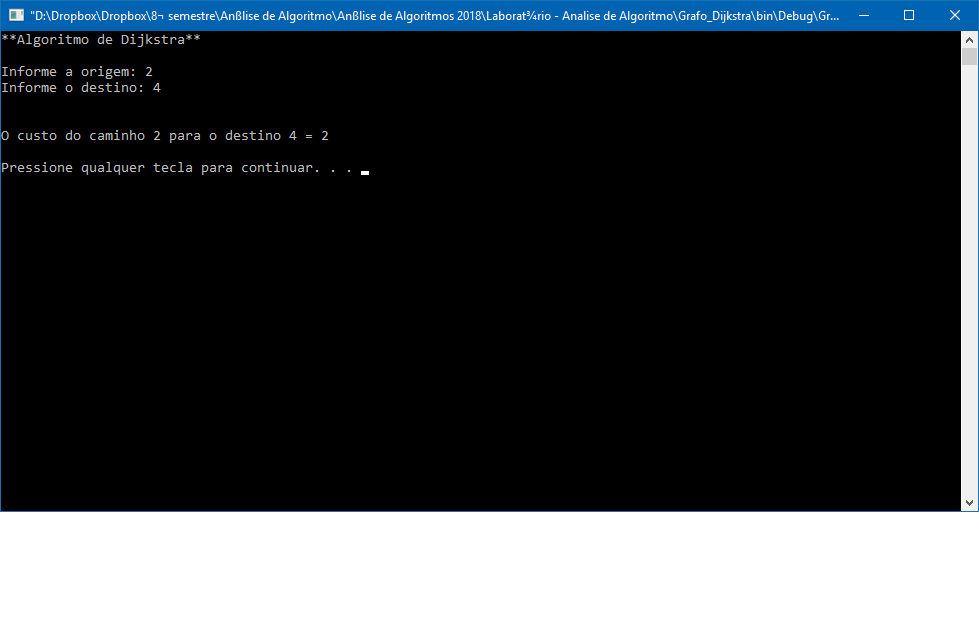 "D:\Dropbox\Dropbox\8¬ semestre\Anßlise de Algoritmo\Anßlise de Algoritmos 2018\Laborat¾rio - Analise de Algoritmo\Grafo_Dijkstra\bin\Debug\Gr...
**Algoritmo de Dijkstra**
Informe a origem: 2
Informe o destino: 4
O custo do caminho 2 para o destino 4 = 2
Pressione qualquer tecla para continuar. . .